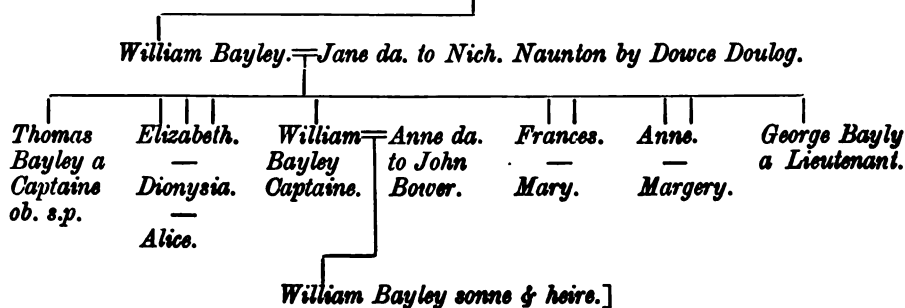 William Bayley.=Jane da. to Nich. Naunton by Dowce Doulog.
Thomas Bayley a Captaine ob. s.p.
Elizabeth. — Dionysia. — Alice.
William Bayley Captaine.=Anne da. to John Bower.
Frances. — Mary.
Anne. — Margery.
George Bayly a Lieutenant.
William Bayley sonne & heire.]